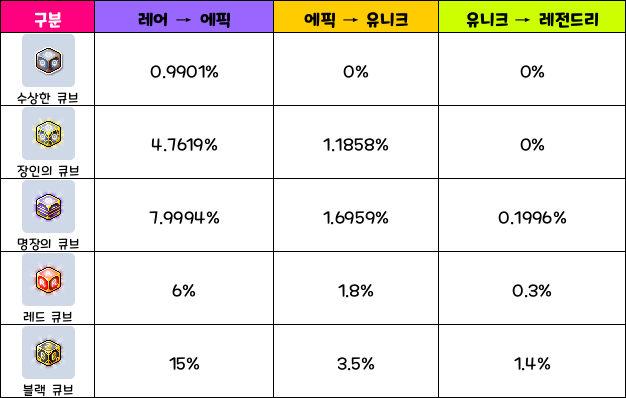 구분 레어 → 에픽 에픽 → 유니크 유니크 → 레전드리
수상한 큐브 0.9901% 0% 0%
장인의 큐브 4.7619% 1.1858% 0%
명장의 큐브 7.9994% 1.6959% 0.1996%
레드 큐브 6% 1.8% 0.3%
블랙 큐브 15% 3.5% 1.4%